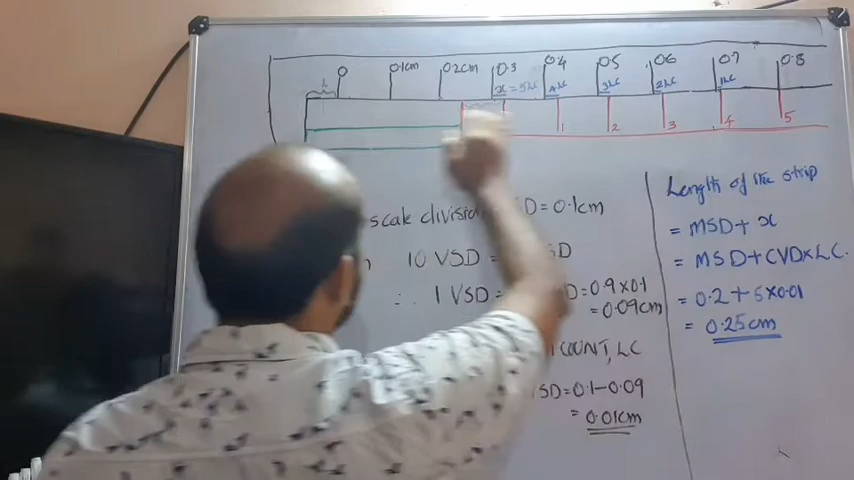 0 0.1cm 0.2cm 0.3 0.4 0.5 0.6 0.7 0.8
L x = 5LC 4LC 3LC 2LC 1LC
1 2 3 4 5
scale division = 0.1cm
10 VSD =
∴ 1 VSD = = 0.9×0.1
= 0.09cm
COUNT, LC
= 0.1-0.09
= 0.01cm
Length of the strip
= MSD + x
= MSD + CVD×LC.
= 0.2+5×0.01
= 0.25cm